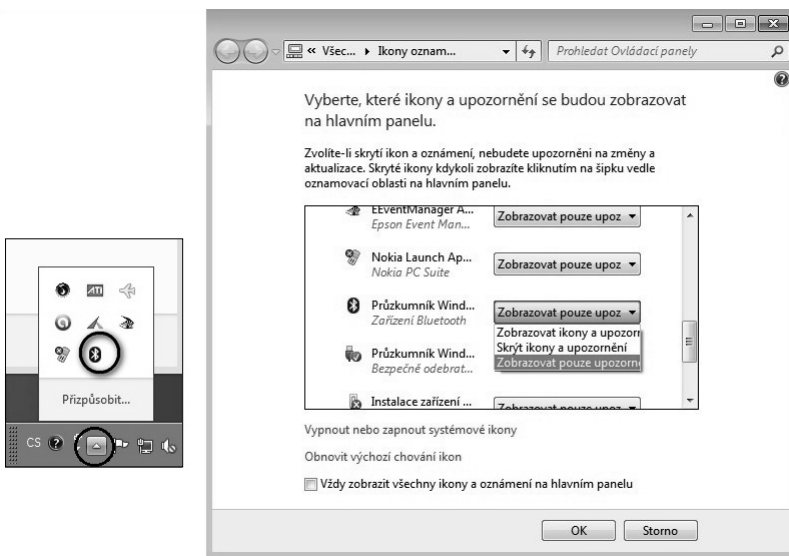 « Všec... Ikony oznam...
Prohledat Ovládací panely
Vyberte, které ikony a upozornění se budou zobrazovat
na hlavním panelu.
Zvolíte-li skrytí ikon a oznámení, nebudete upozorněni na změny a
aktualizace. Skryté ikony kdykoli zobrazíte kliknutím na šipku vedle
oznamovací oblasti na hlavním panelu.
EEventManager A...
Epson Event Man...
Zobrazovat pouze upoz
Nokia Launch Ap...
Nokia PC Suite
Zobrazovat pouze upoz
Průzkumník Wind...
Zařízení Bluetooth
Zobrazovat pouze upoz
Zobrazovat ikony a upozorn
Skrýt ikony a upozornění
Zobrazovat pouze upozorne
Průzkumník Wind...
Bezpečné odebrat...
Instalace zařízení ...
Zobrazovat pouze upoz
Vypnout nebo zapnout systémové ikony
Obnovit výchozí chování ikon
Vždy zobrazit všechny ikony a oznámení na hlavním panelu
OK
Storno
ATI
Přizpůsobit...
CS